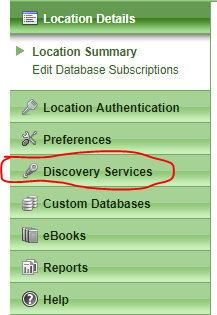 Location Details
Location Summary
Edit Database Subscriptions
Location Authentication
Preferences
Discovery Services
Custom Databases
eBooks
Reports
Help